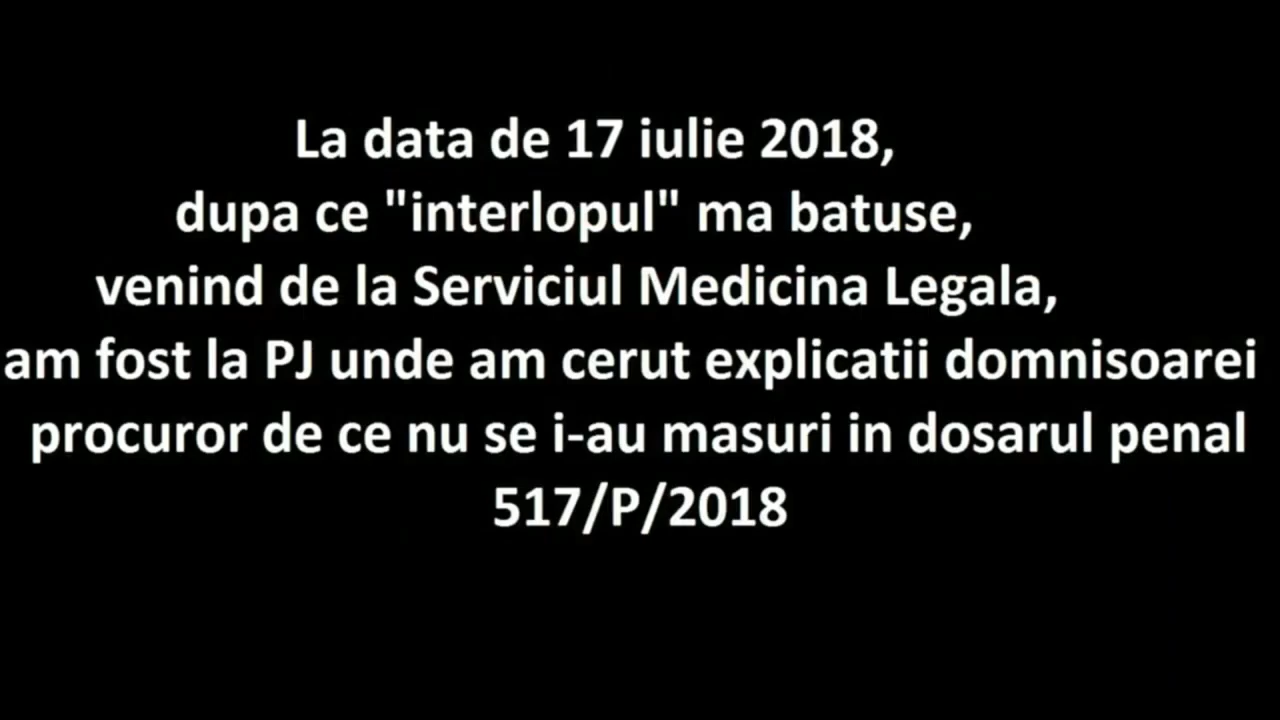 La data de 17 iulie 2018,
dupa ce "interlopul" ma batuse,
venind de la Serviciul Medicina Legala,
am fost la PJ unde am cerut explicatii domnisoarei
procuror de ce nu se i-au masuri in dosarul penal
517/P/2018